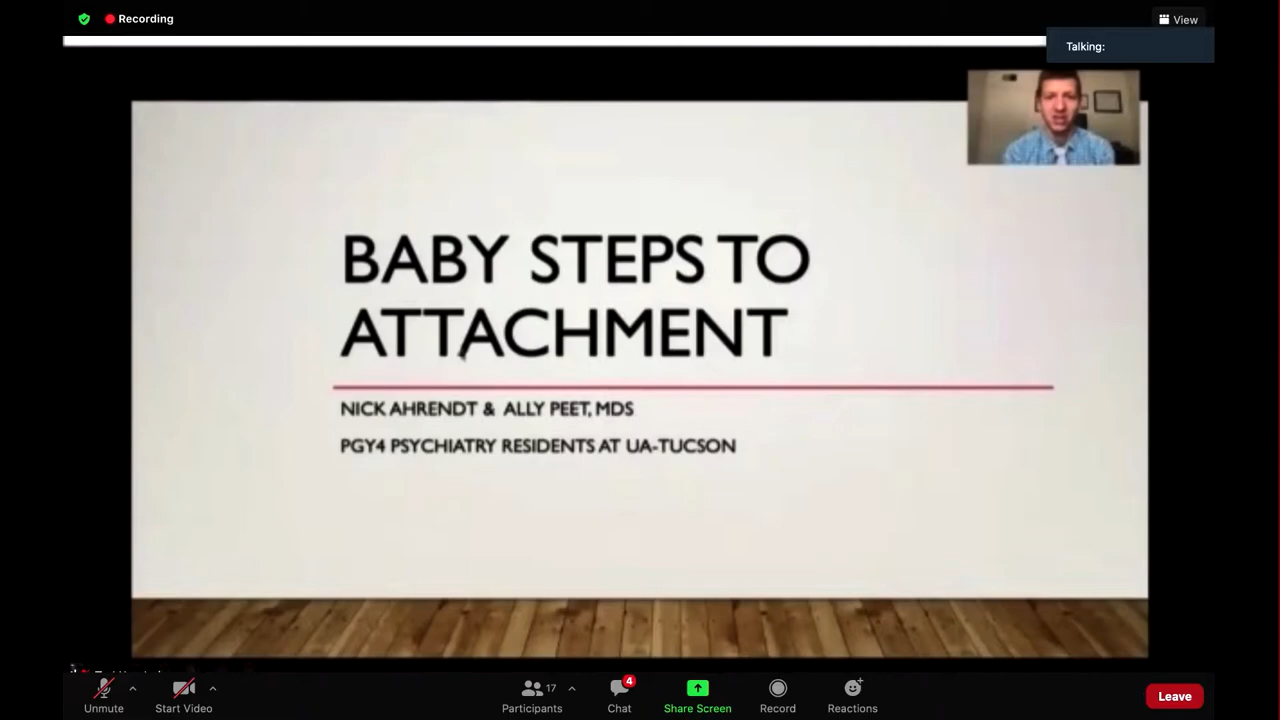 Recording
View
Talking:
BABY STEPS TO
ATTACHMENT
NICK AHRENDT & ALLY PEET, MDS
PGY4 PSYCHIATRY RESIDENTS AT UA-TUCSON
Unmute
Start Video
17
Participants
4
Chat
Share Screen
Record
Reactions
Leave